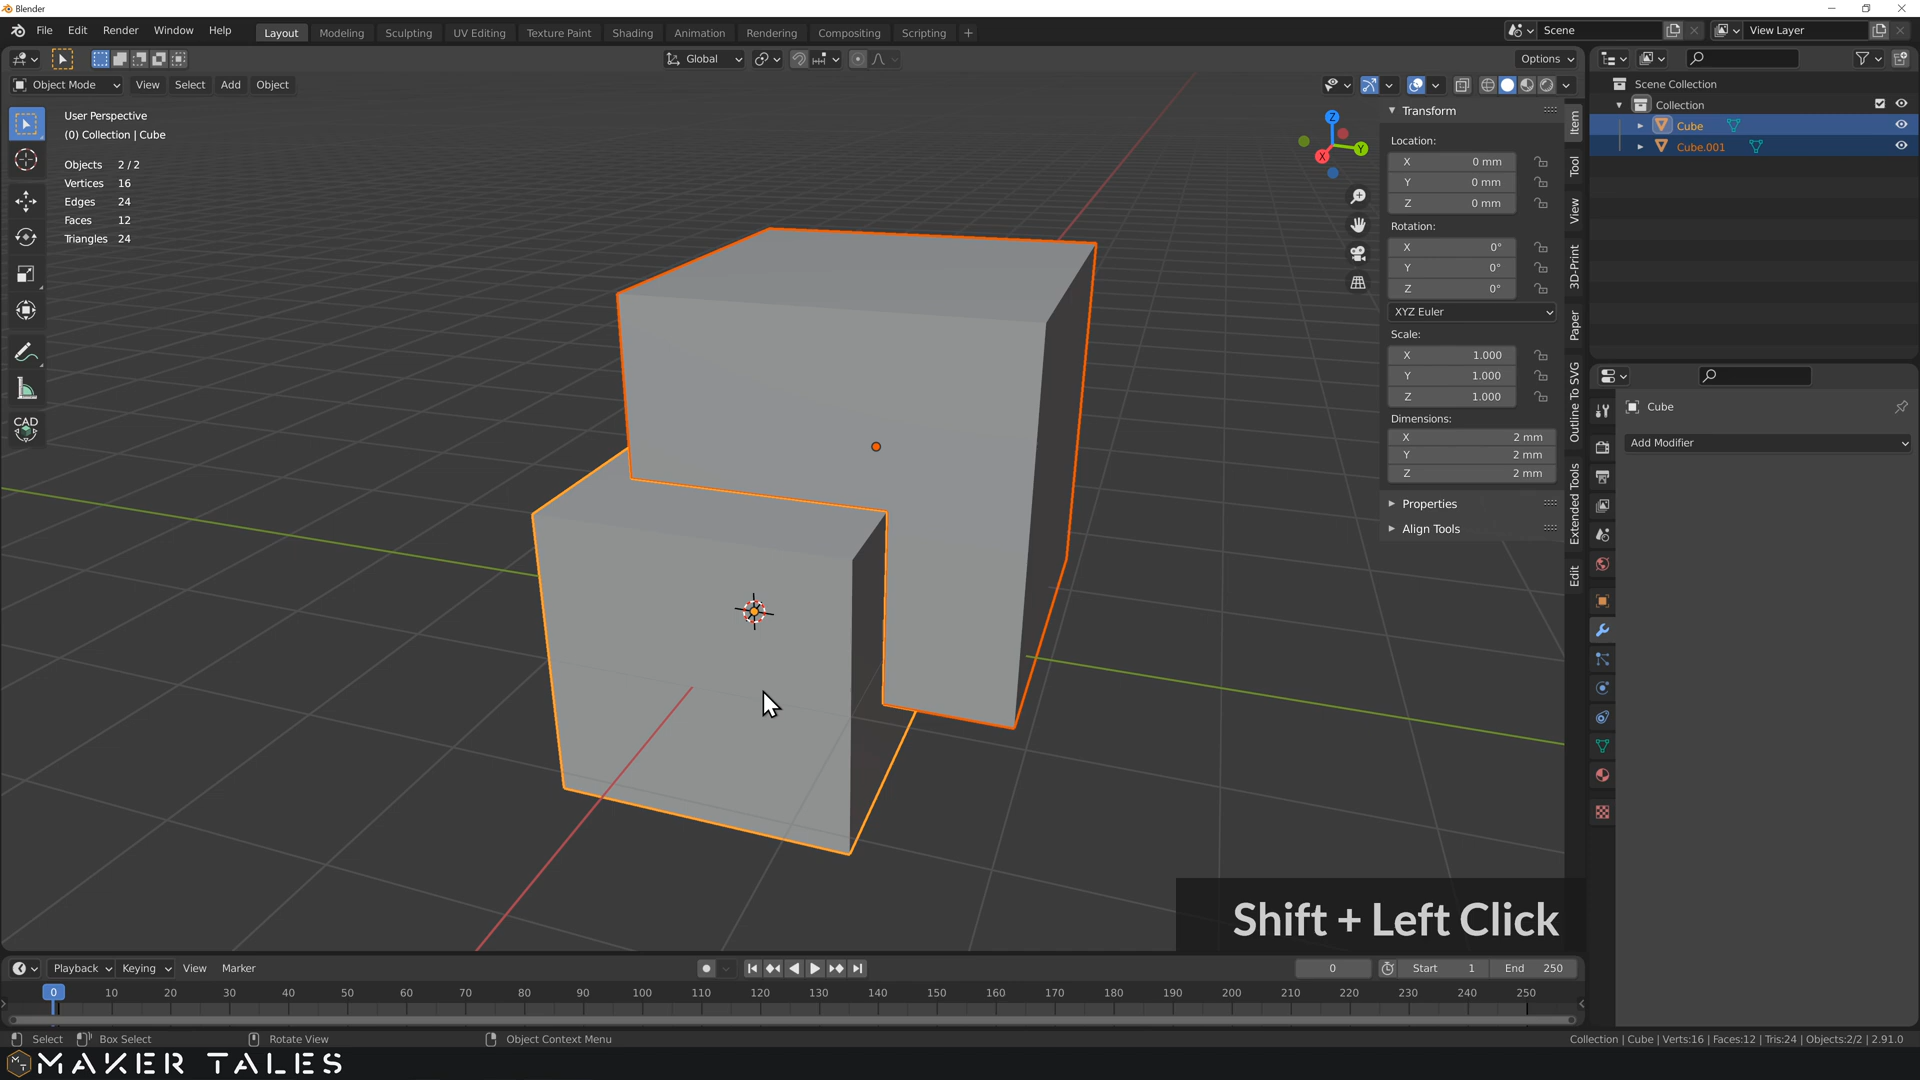 Blender
File Edit Render Window Help Layout Modeling Sculpting UV Editing Texture Paint Shading Animation Rendering Compositing Scripting + Scene View Layer
Global Options
Object Mode View Select Add Object
User Perspective
(0) Collection | Cube
Objects 2 / 2
Vertices 16
Edges 24
Faces 12
Triangles 24
CAD
Z
Y
X
Transform
Location:
X 0 mm
Y 0 mm
Z 0 mm
Rotation:
X 0°
Y 0°
Z 0°
XYZ Euler
Scale:
X 1.000
Y 1.000
Z 1.000
Dimensions:
X 2 mm
Y 2 mm
Z 2 mm
Properties
Align Tools
Item
Tool
View
3D-Print
Paper
Outline To SVG
Extended Tools
Edit
Scene Collection
Collection
Cube
Cube.001
Cube
Add Modifier
Shift + Left Click
Playback Keying View Marker 0 Start 1 End 250
0 10 20 30 40 50 60 70 80 90 100 110 120 130 140 150 160 170 180 190 200 210 220 230 240 250
Select Box Select Rotate View Object Context Menu Collection | Cube | Verts:16 | Faces:12 | Tris:24 | Objects:2/2 | 2.91.0
MAKER TALES